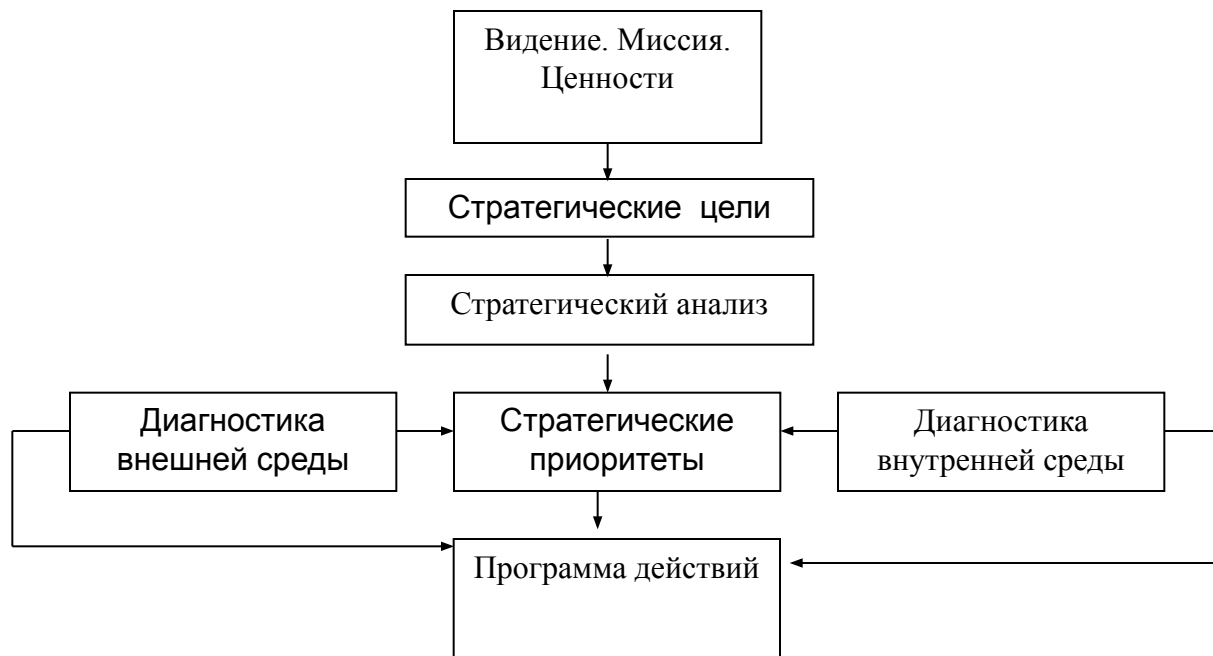 Видение. Миссия.
Ценности
Стратегические цели
Стратегический анализ
Диагностика
внешней среды
Стратегические
приоритеты
Диагностика
внутренней среды
Программа действий